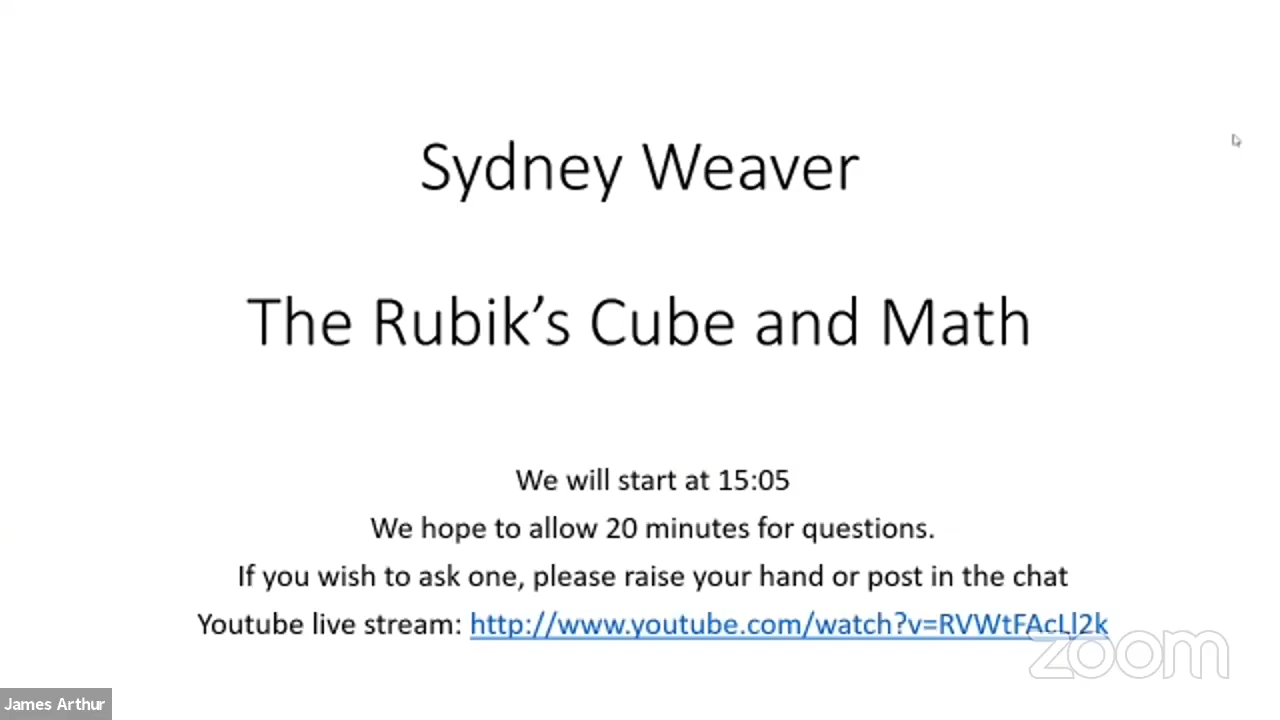 Sydney Weaver
The Rubik’s Cube and Math
We will start at 15:05
We hope to allow 20 minutes for questions.
If you wish to ask one, please raise your hand or post in the chat
Youtube live stream: http://www.youtube.com/watch?v=RVWtFAcLl2k
zoom
James Arthur